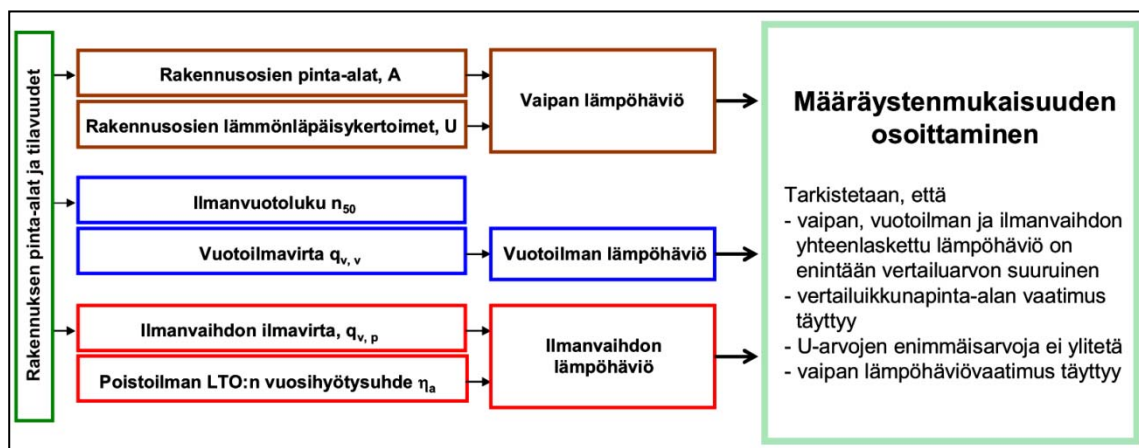 Rakennuksen pinta-alat ja tilavuudet
Rakennusosien pinta-alat, A
Rakennusosien lämmönläpäisykertoimet, U
Vaipan lämpöhäviö
Ilmanvuotoluku n50
Vuotoilmavirta qv, v
Vuotoilman lämpöhäviö
Ilmanvaihdon ilmavirta, qv, p
Poistoilman LTO:n vuosihyötysuhde ηa
Ilmanvaihdon
lämpöhäviö
Määräystenmukaisuuden
osoittaminen
Tarkistetaan, että
- vaipan, vuotoilman ja ilmanvaihdon
yhteenlaskettu lämpöhäviö on
enintään vertailuarvon suuruinen
- vertailuikkunapinta-alan vaatimus
täyttyy
- U-arvojen enimmäisarvoja ei ylitetä
- vaipan lämpöhäviövaatimus täyttyy